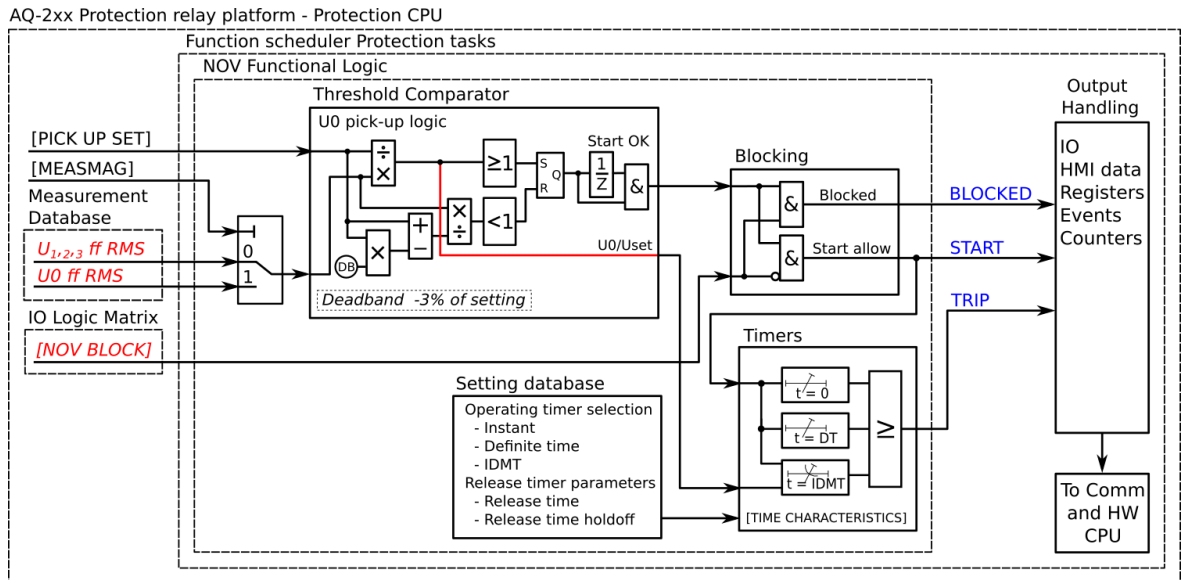 AQ-2xx Protection relay platform - Protection CPU
Function scheduler Protection tasks
NOV Functional Logic
Threshold Comparator
U0 pick-up logic
[PICK UP SET]
[MEASMAG]
Measurement
Database
U1,2,3 ff RMS
U0 ff RMS
0
1
÷
×
≥1
×
÷
<1
+
−
×
DB
S
Q
R
Start OK
1
Z
&
U0/Uset
Deadband -3% of setting
IO Logic Matrix
[NOV BLOCK]
Blocking
&
Blocked
&
Start allow
BLOCKED
START
TRIP
Output
Handling
IO
HMI data
Registers
Events
Counters
To Comm
and HW
CPU
Setting database
Operating timer selection
- Instant
- Definite time
- IDMT
Release timer parameters
- Release time
- Release time holdoff
Timers
t = 0
t = DT
t = IDMT
≥
[TIME CHARACTERISTICS]